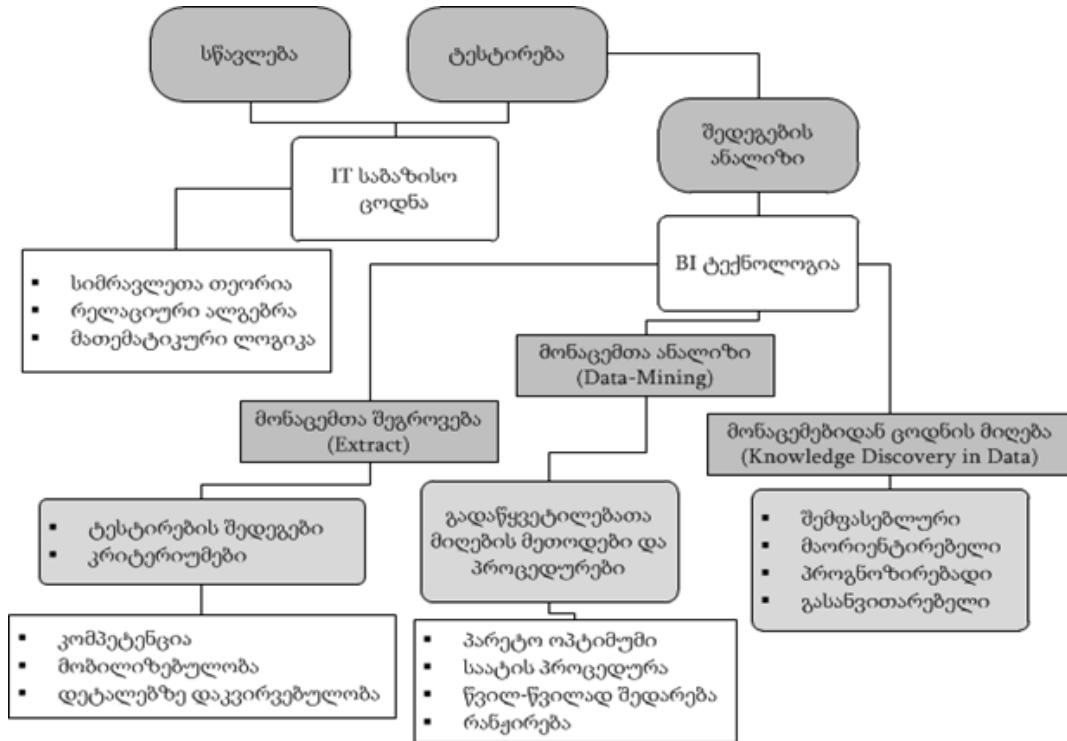 სწავლება
ტესტირება
შედეგების
ანალიზი
IT საბაზისო
ცოდნა
▪ სიმრავლეთა თეორია
▪ რელაციური ალგებრა
▪ მათემატიკური ლოგიკა
BI ტექნოლოგია
მონაცემთა ანალიზი
(Data-Mining)
მონაცემთა შეგროვება
(Extract)
მონაცემებიდან ცოდნის მიღება
(Knowledge Discovery in Data)
▪ ტესტირების შედეგები
▪ კრიტერიუმები
გადაწყვეტილებათა
მიღების მეთოდები და
პროცედურები
▪ შემფასებლური
▪ მაორიენტირებელი
▪ პროგნოზირებადი
▪ გასანვითარებელი
▪ კომპეტენცია
▪ მობილიზებულობა
▪ დეტალებზე დაკვირვებულობა
▪ პარეტო ოპტიმუმი
▪ საატის პროცედურა
▪ წვილ-წვილად შედარება
▪ რანჟირება